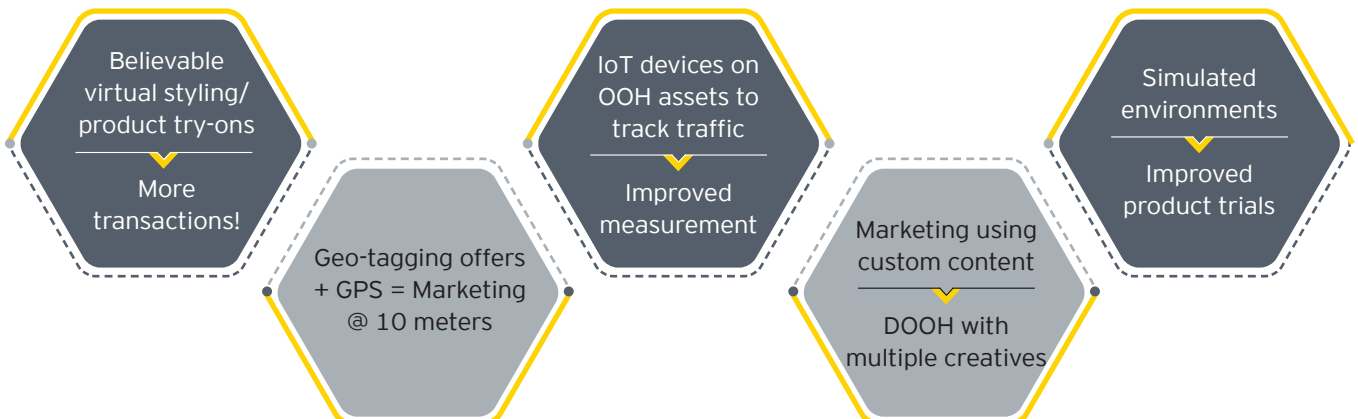 Believable
virtual styling/
product try-ons
More
transactions!
Geo-tagging offers
+ GPS = Marketing
@ 10 meters
IoT devices on
OOH assets to
track traffic
Improved
measurement
Marketing using
custom content
DOOH with
multiple creatives
Simulated
environments
Improved
product trials